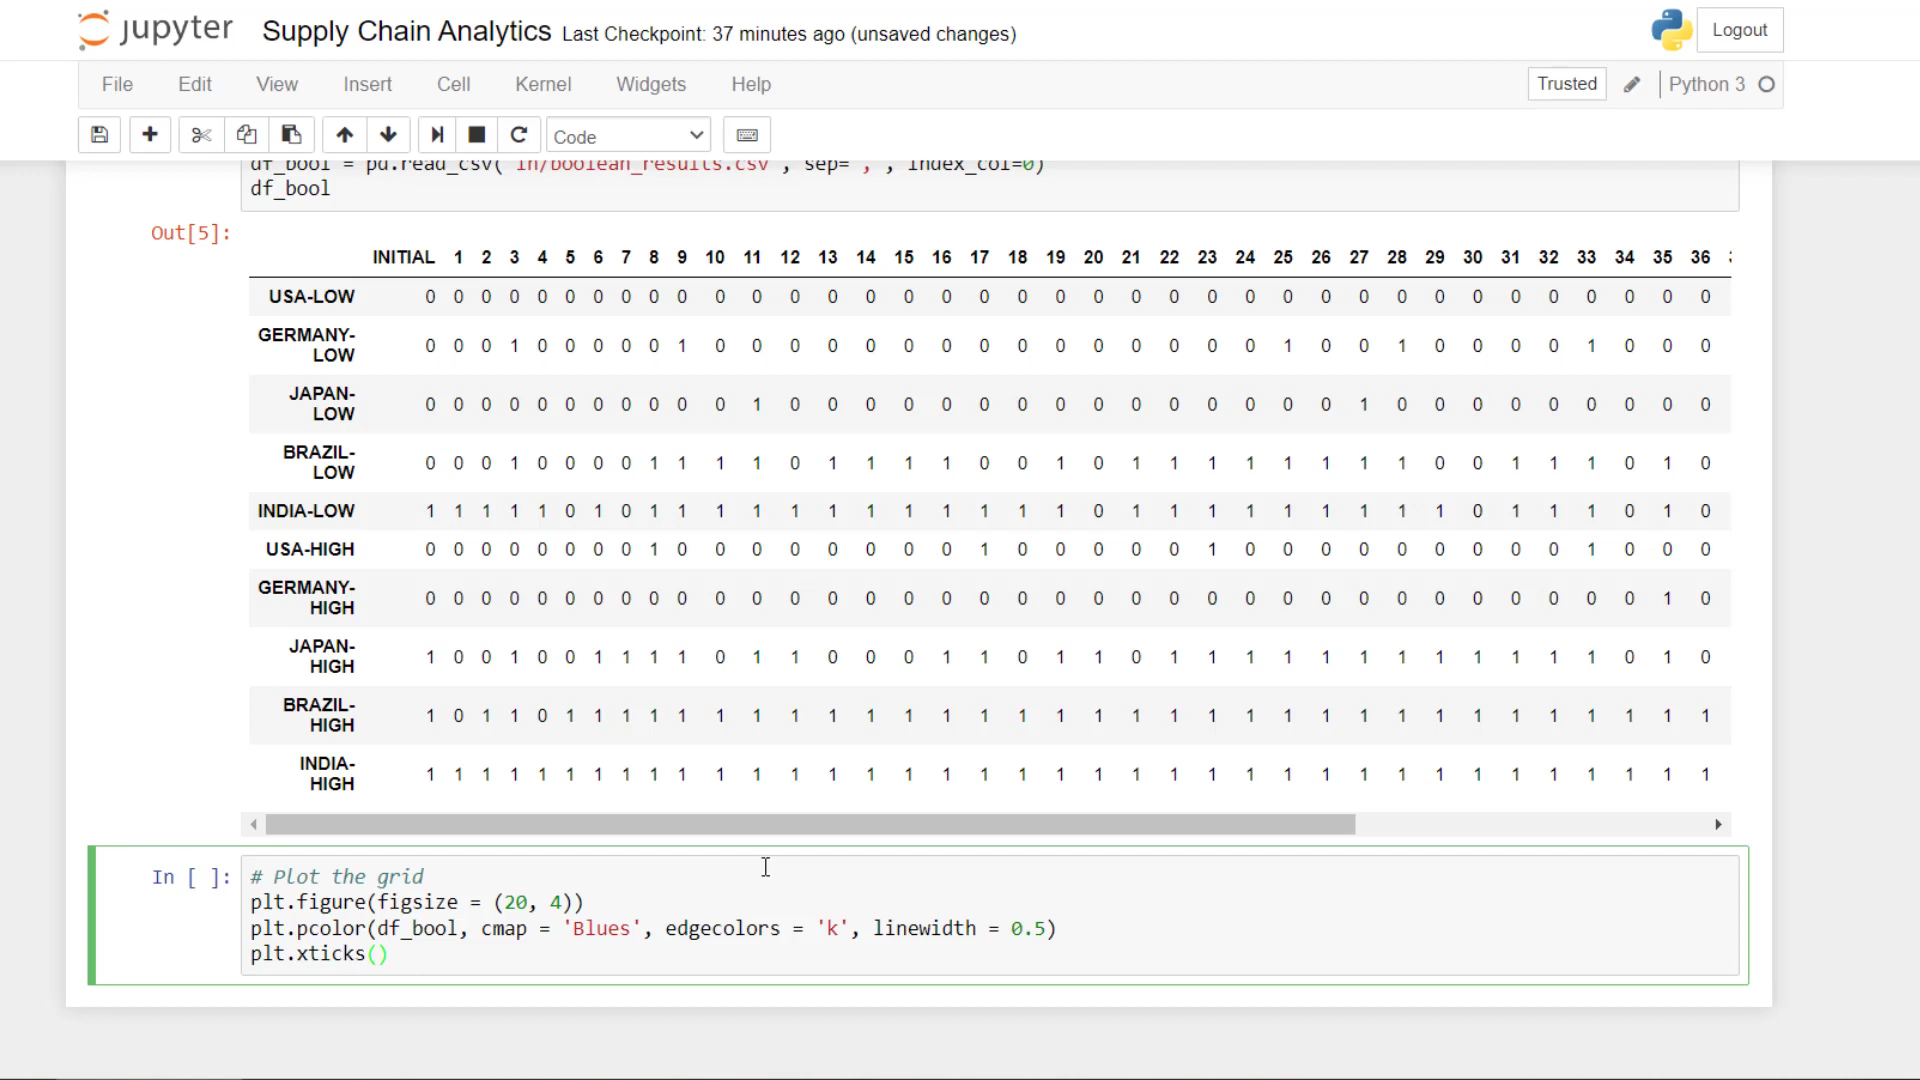 jupyter Supply Chain Analytics Last Checkpoint: 37 minutes ago (unsaved changes) Logout
File Edit View Insert Cell Kernel Widgets Help Trusted Python 3
Code
df_bool = pd.read_csv('in/boolean_results.csv', sep=',', index_col=0)
df_bool
Out[5]:
INITIAL 1 2 3 4 5 6 7 8 9 10 11 12 13 14 15 16 17 18 19 20 21 22 23 24 25 26 27 28 29 30 31 32 33 34 35 36
USA-LOW 0 0 0 0 0 0 0 0 0 0 0 0 0 0 0 0 0 0 0 0 0 0 0 0 0 0 0 0 0 0 0 0 0 0 0 0 0
GERMANY-
LOW 0 0 0 1 0 0 0 0 0 1 0 0 0 0 0 0 0 0 0 0 0 0 0 0 0 1 0 0 1 0 0 0 0 1 0 0 0
JAPAN-
LOW 0 0 0 0 0 0 0 0 0 0 0 1 0 0 0 0 0 0 0 0 0 0 0 0 0 0 0 1 0 0 0 0 0 0 0 0 0
BRAZIL-
LOW 0 0 0 1 0 0 0 0 1 1 1 1 0 1 1 1 1 0 0 1 0 1 1 1 1 1 1 1 1 0 0 1 1 1 0 1 0
INDIA-LOW 1 1 1 1 1 0 1 0 1 1 1 1 1 1 1 1 1 1 1 1 0 1 1 1 1 1 1 1 1 1 0 1 1 1 0 1 0
USA-HIGH 0 0 0 0 0 0 0 0 1 0 0 0 0 0 0 0 0 1 0 0 0 0 0 1 0 0 0 0 0 0 0 0 0 1 0 0 0
GERMANY-
HIGH 0 0 0 0 0 0 0 0 0 0 0 0 0 0 0 0 0 0 0 0 0 0 0 0 0 0 0 0 0 0 0 0 0 0 0 1 0
JAPAN-
HIGH 1 0 0 1 0 0 1 1 1 1 0 1 1 0 0 0 1 1 0 1 1 0 1 1 1 1 1 1 1 1 1 1 1 1 0 1 0
BRAZIL-
HIGH 1 0 1 1 0 1 1 1 1 1 1 1 1 1 1 1 1 1 1 1 1 1 1 1 1 1 1 1 1 1 1 1 1 1 1 1 1
INDIA-
HIGH 1 1 1 1 1 1 1 1 1 1 1 1 1 1 1 1 1 1 1 1 1 1 1 1 1 1 1 1 1 1 1 1 1 1 1 1 1
In [ ]: # Plot the grid
plt.figure(figsize = (20, 4))
plt.pcolor(df_bool, cmap = 'Blues', edgecolors = 'k', linewidth = 0.5)
plt.xticks()